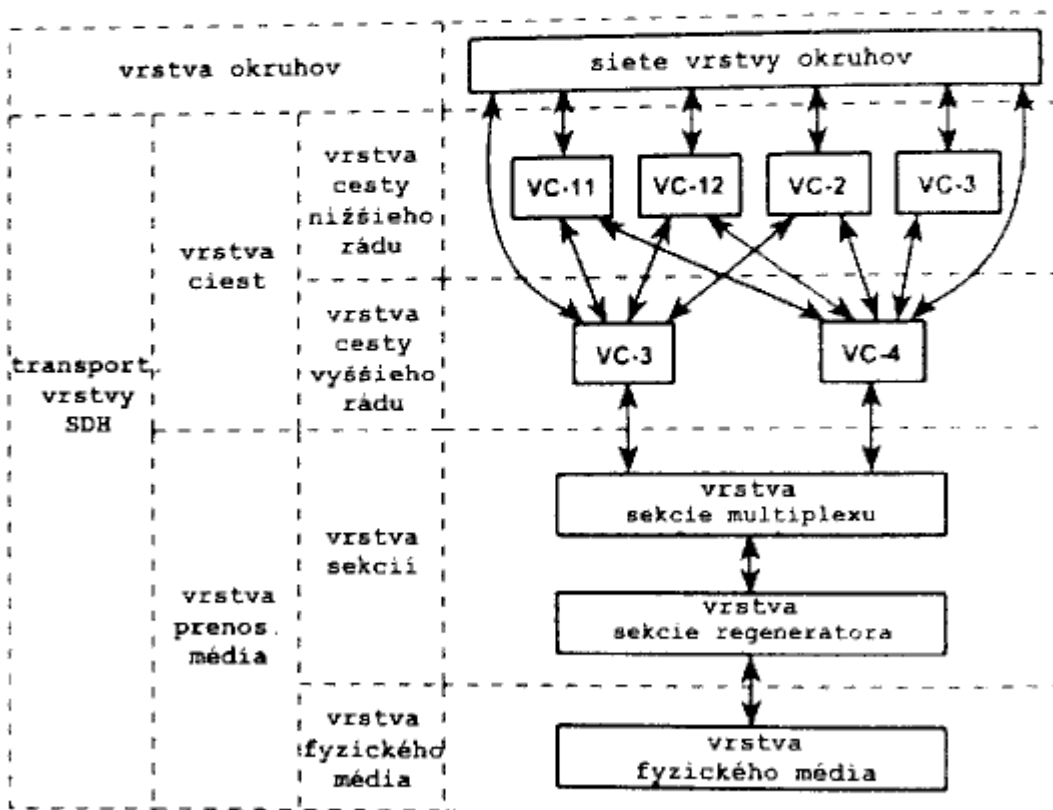 vrstva okruhov
siete vrstvy okruhov
vrstva
cesty
nižšieho
rádu
VC-11
VC-12
VC-2
VC-3
vrstva
ciest
vrstva
cesty
vyššieho
rádu
VC-3
VC-4
transport.
vrstvy
SDH
vrstva
sekcií
vrstva
sekcie multiplexu
vrstva
prenos.
média
vrstva
sekcie regenerátora
vrstva
fyzického
média
vrstva
fyzického média